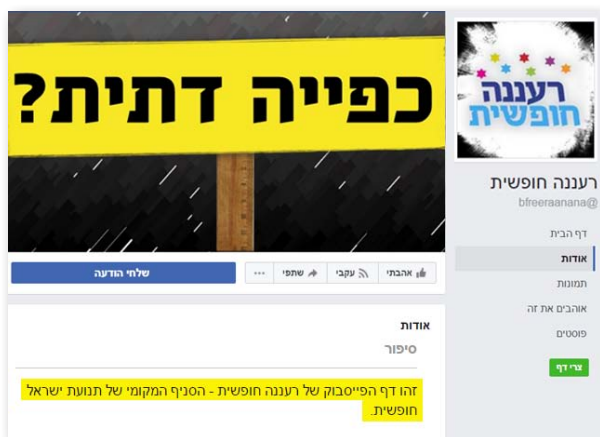 כפייה דתית?
רעננה
חופשית
רעננה חופשית
@bfreeraanana
דף הבית
אודות
תמונות
אוהבים את זה
פוסטים
צרי דף
אהבתי
עקבי
שתפי
...
שלחי הודעה
אודות
סיפור
זהו דף הפייסבוק של רעננה חופשית - הסניף המקומי של תנועת ישראל
חופשית.